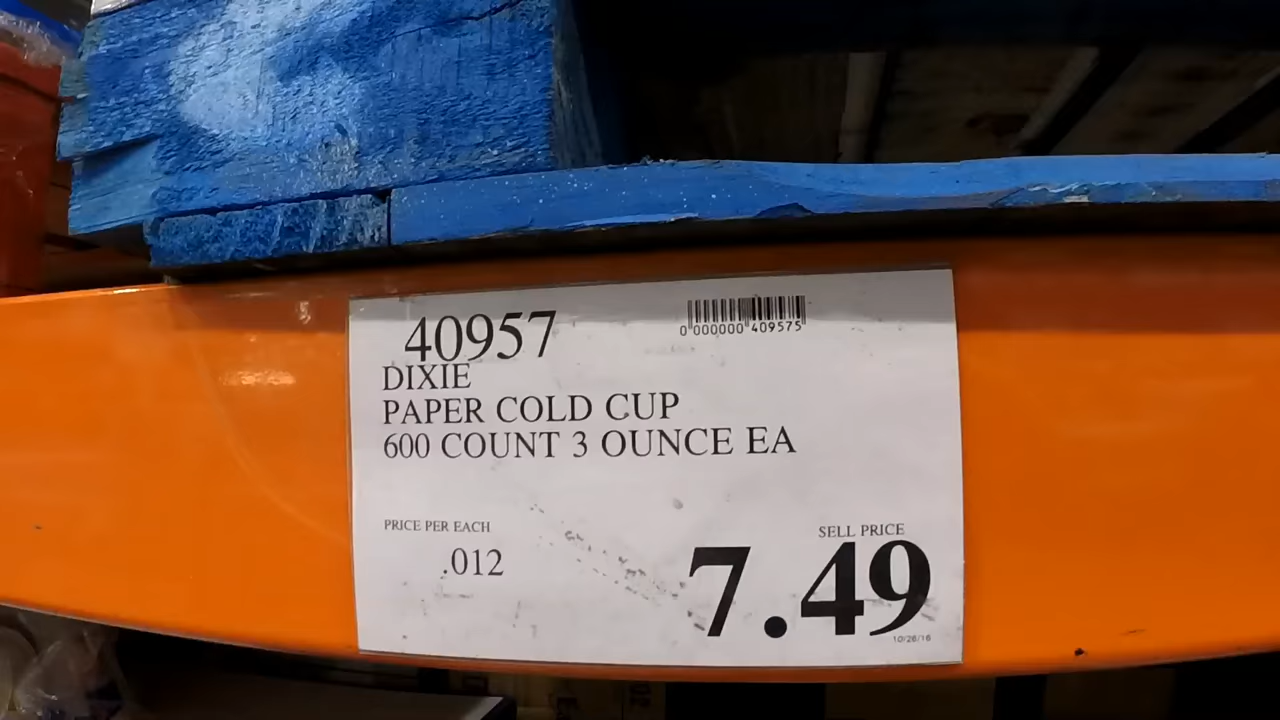 40957
0 000000 409575
DIXIE
PAPER COLD CUP
600 COUNT 3 OUNCE EA
PRICE PER EACH
.012
SELL PRICE
7.49
10/26/16